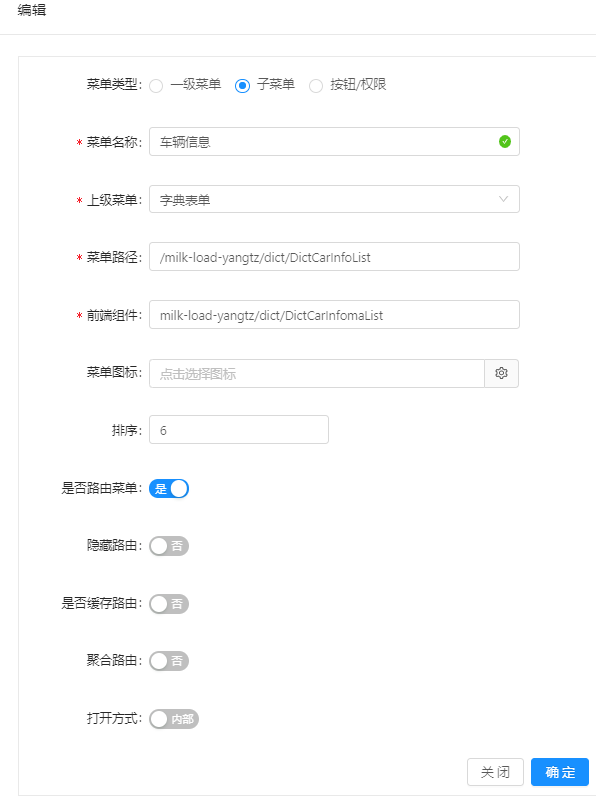 编辑
菜单类型: 一级菜单 子菜单 按钮/权限
* 菜单名称: 车辆信息
* 上级菜单: 字典表单
* 菜单路径: /milk-load-yangtz/dict/DictCarInfoList
* 前端组件: milk-load-yangtz/dict/DictCarInfomaList
菜单图标: 点击选择图标
排序: 6
是否路由菜单: 是
隐藏路由: 否
是否缓存路由: 否
聚合路由: 否
打开方式: 内部
关闭 确定